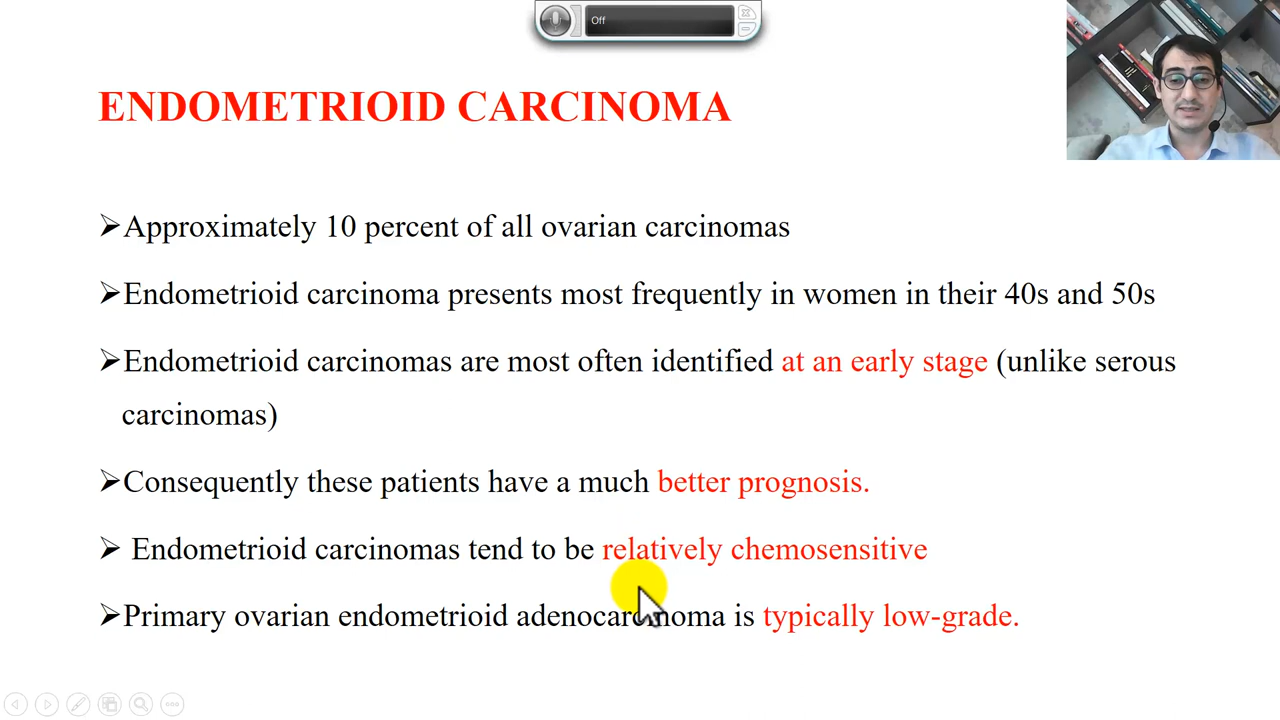 Off
ENDOMETRIOID CARCINOMA
➢Approximately 10 percent of all ovarian carcinomas
➢Endometrioid carcinoma presents most frequently in women in their 40s and 50s
➢Endometrioid carcinomas are most often identified at an early stage (unlike serous
carcinomas)
➢Consequently these patients have a much better prognosis.
➢ Endometrioid carcinomas tend to be relatively chemosensitive
➢Primary ovarian endometrioid adenocarcinoma is typically low-grade.